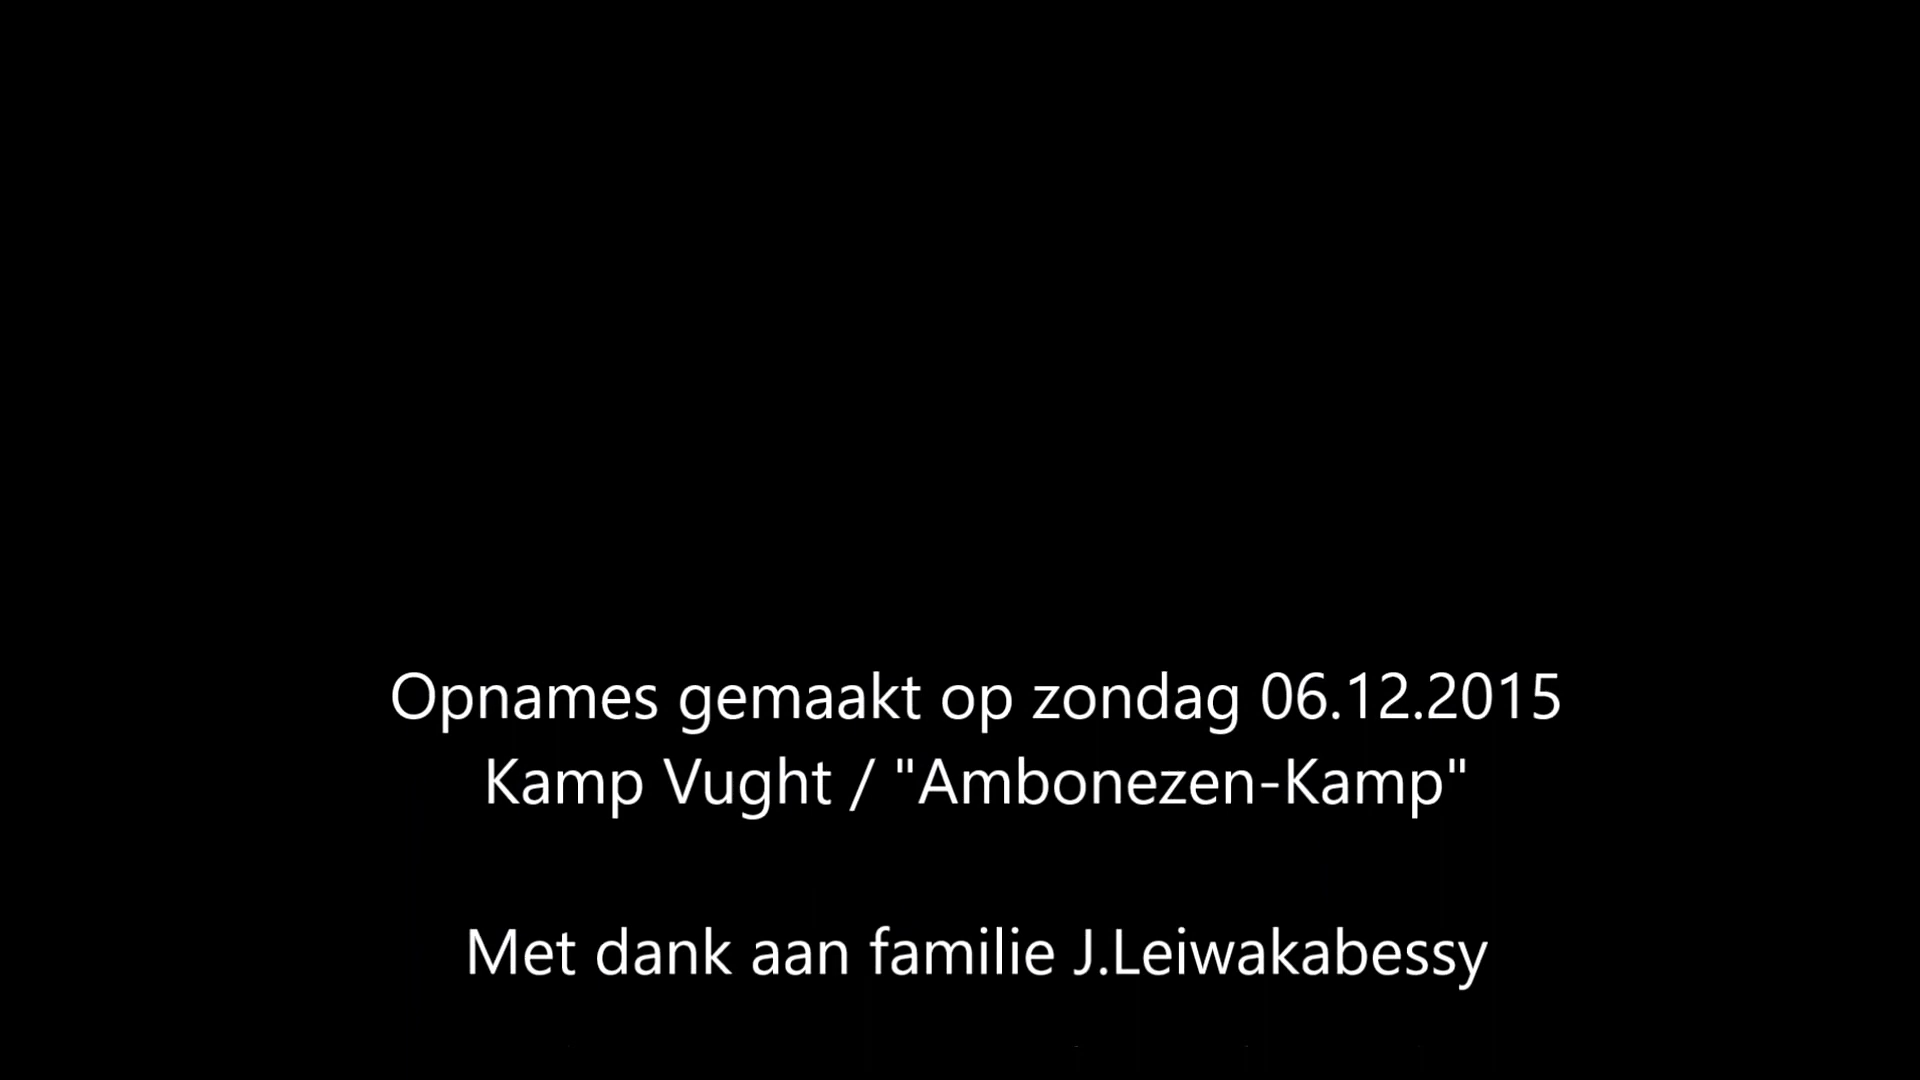 Opnames gemaakt op zondag 06.12.2015
Kamp Vught / "Ambonezen-Kamp"
Met dank aan familie J.Leiwakabessy